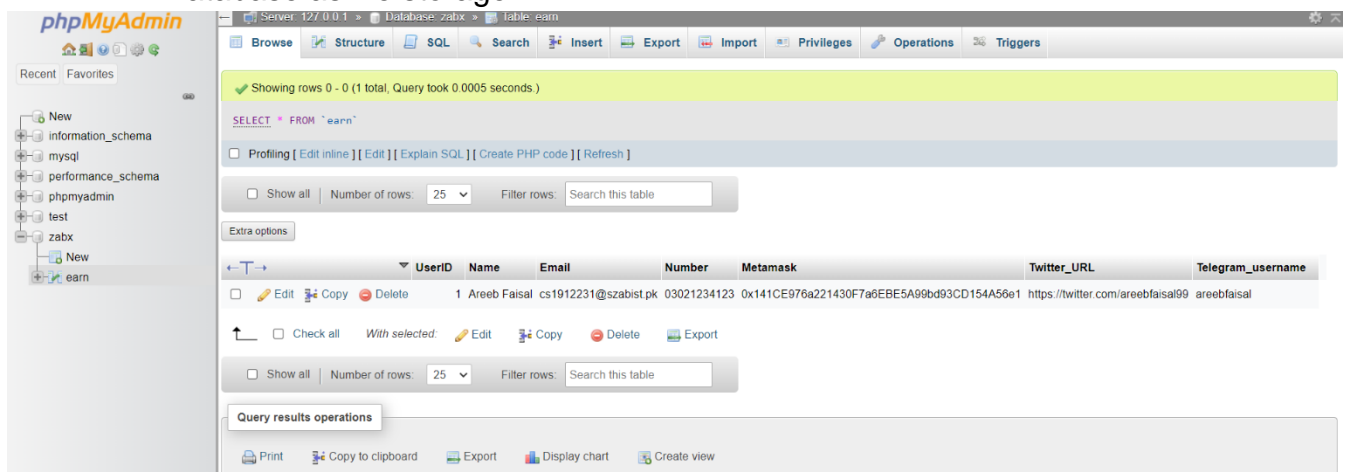 phpMyAdmin
Recent Favorites
New
information_schema
mysql
performance_schema
phpmyadmin
test
zabx
New
earn
Server: 127.0.0.1 » Database: zabx » Table: earn
Browse Structure SQL Search Insert Export Import Privileges Operations Triggers
Showing rows 0 - 0 (1 total, Query took 0.0005 seconds.)
SELECT * FROM `earn`
Profiling [ Edit inline ] [ Edit ] [ Explain SQL ] [ Create PHP code ] [ Refresh ]
Show all | Number of rows: 25 Filter rows: Search this table
Extra options
←T→ ▼ UserID Name Email Number Metamask Twitter_URL Telegram_username
Edit Copy Delete 1 Areeb Faisal cs1912231@szabist.pk 03021234123 0x141CE976a221430F7a6EBE5A99bd93CD154A56e1 https://twitter.com/areebfaisal99 areebfaisal
Check all With selected: Edit Copy Delete Export
Show all | Number of rows: 25 Filter rows: Search this table
Query results operations
Print Copy to clipboard Export Display chart Create view